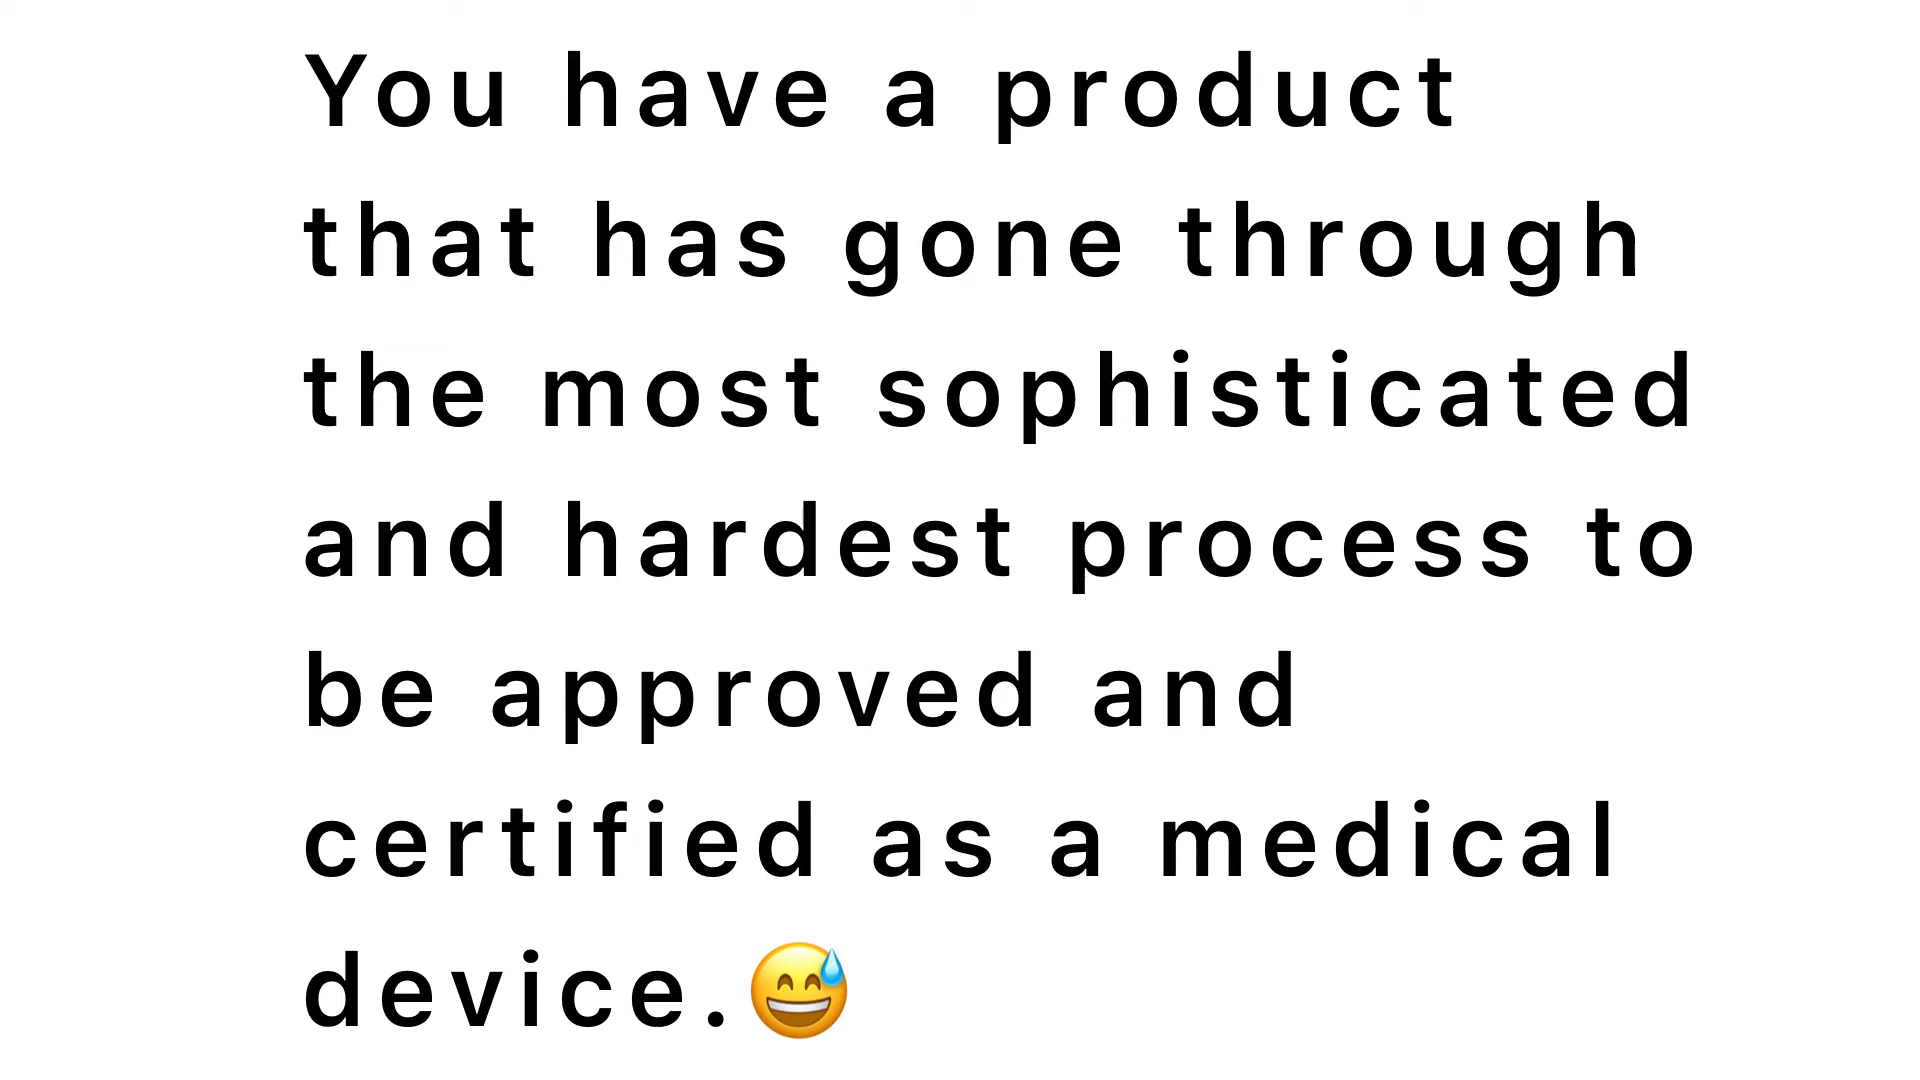 You have a product
that has gone through
the most sophisticated
and hardest process to
be approved and
certified as a medical
device.😅